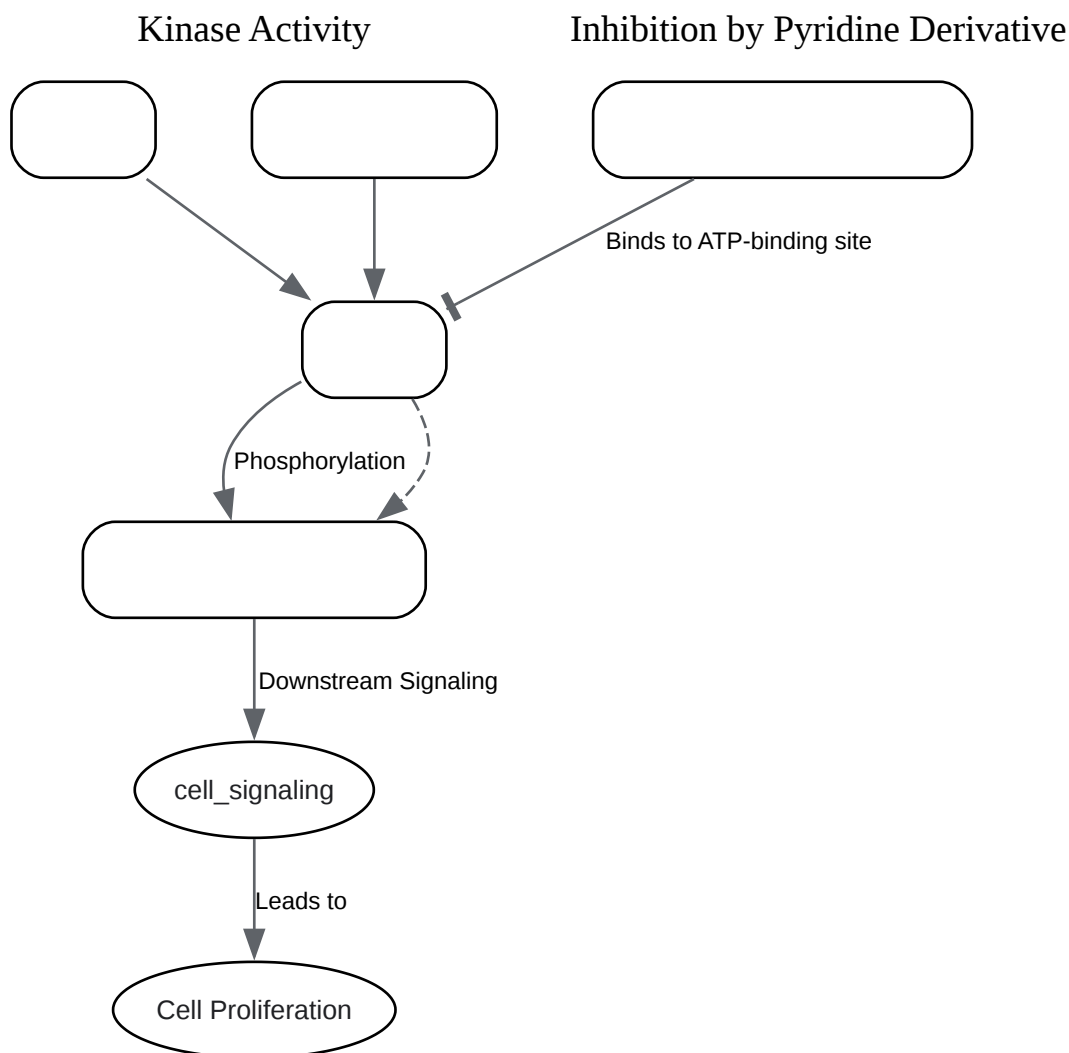 Kinase Activity
Inhibition by Pyridine Derivative
Binds to ATP-binding site
Phosphorylation
Downstream Signaling
cell_signaling
Leads to
Cell Proliferation